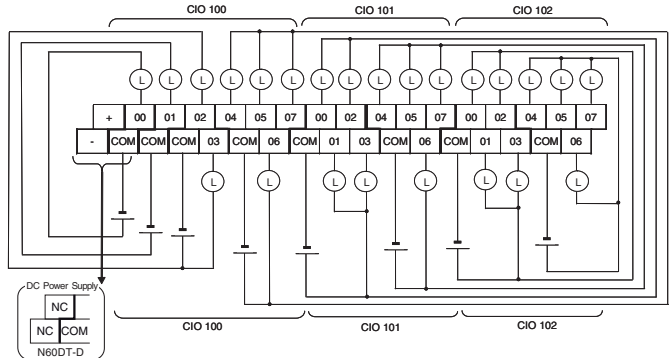 CIO 100 CIO 101 CIO 102
L L L L L L L L L L L L L L L L
+ 00 01 02 04 05 07 00 02 04 05 07 00 02 04 05 07
- COM COM COM 03 COM 06 COM 01 03 COM 06 COM 01 03 COM 06
L L L L L L L L
DC Power Supply
NC
NC COM
N60DT-D
CIO 100 CIO 101 CIO 102